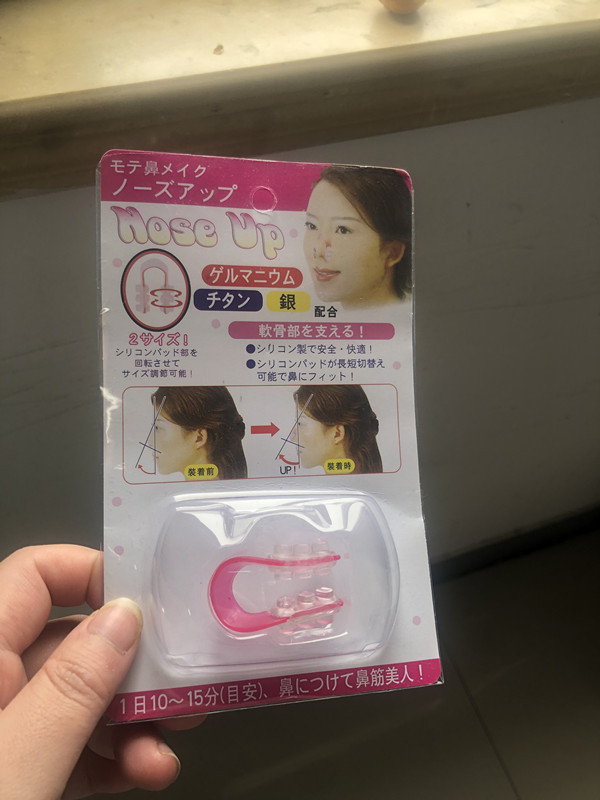 モテ鼻メイク
ノーズアップ
Nose Up
ゲルマニウム
チタン 銀 配合
2サイズ!
シリコンパッド部を
回転させて
サイズ調節可能!
軟骨部を支える!
●シリコン製で安全・快適!
●シリコンパッドが長短切替え
可能で鼻にフィット!
装着前
UP!
装着時
1日10〜15分(目安)、鼻につけて鼻筋美人!